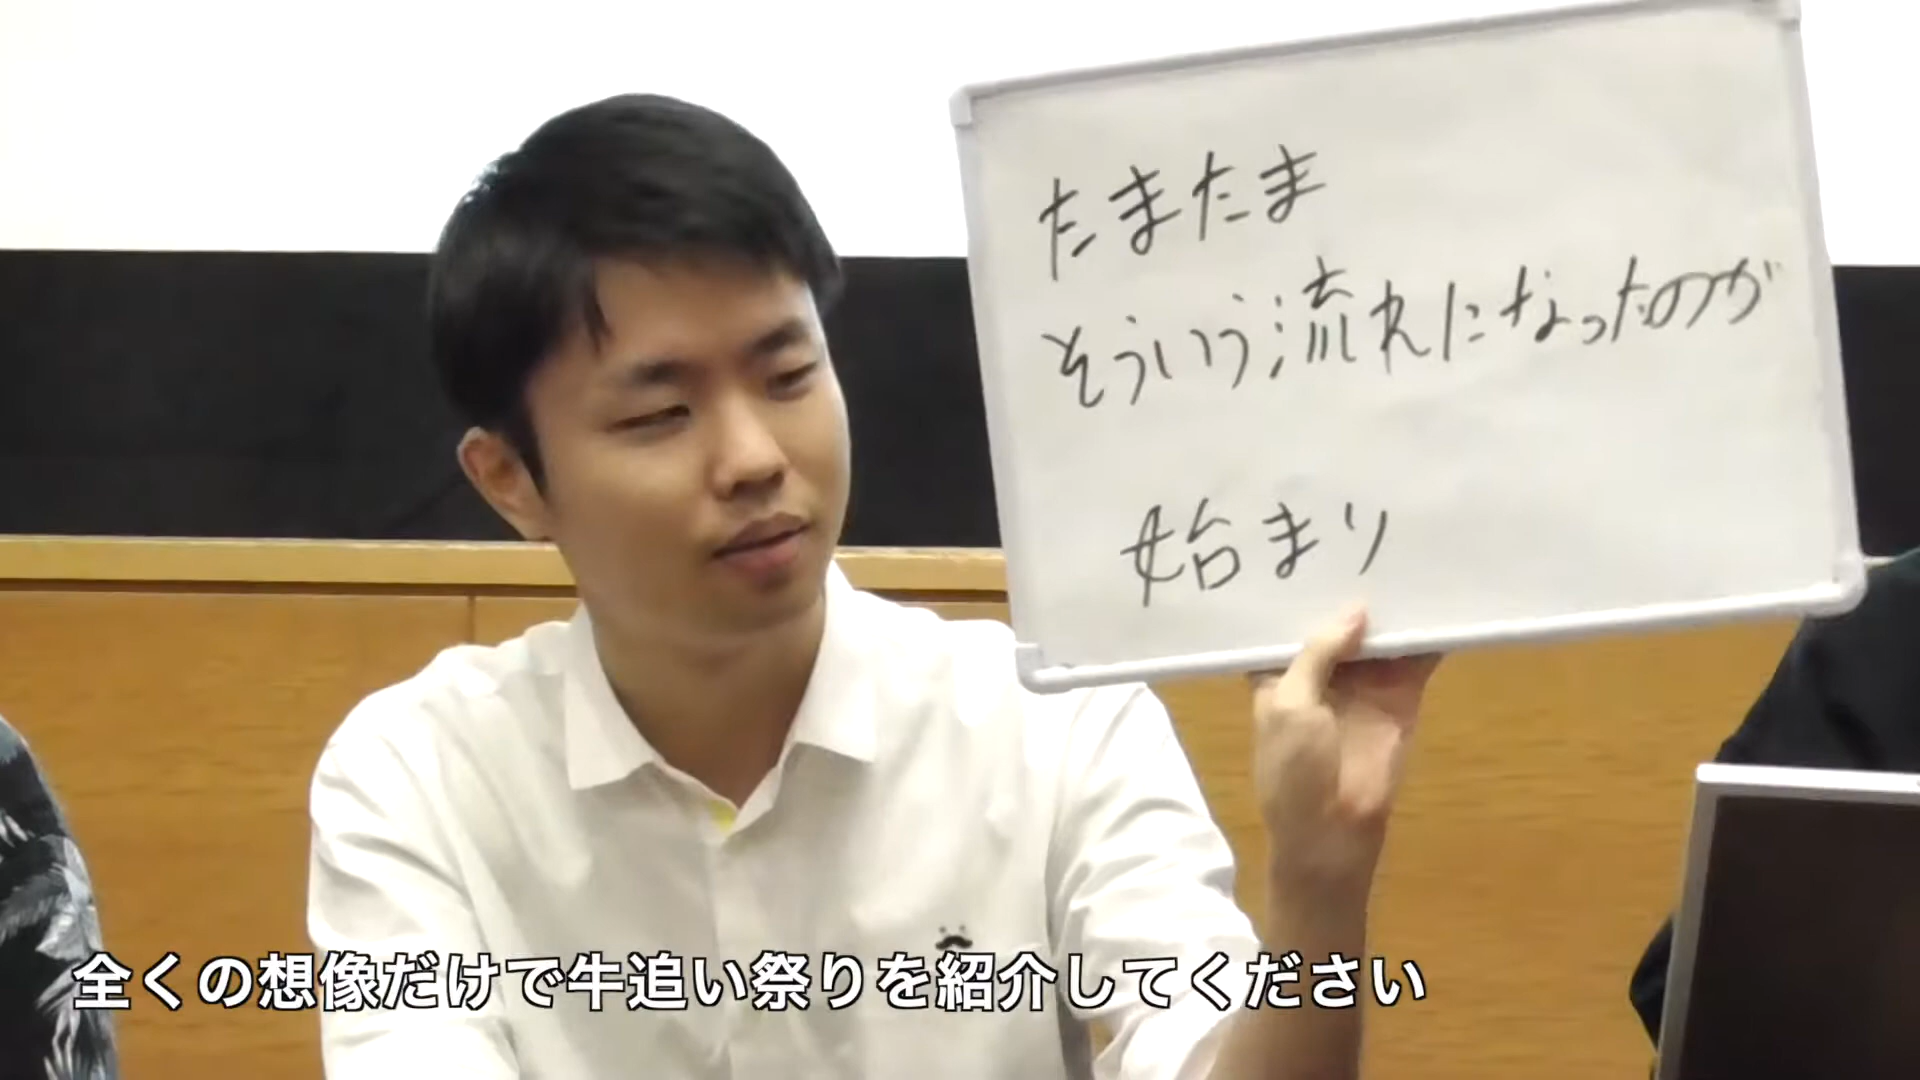 たまたま
そういう流れになったのが
始まり
全くの想像だけで牛追い祭りを紹介してください